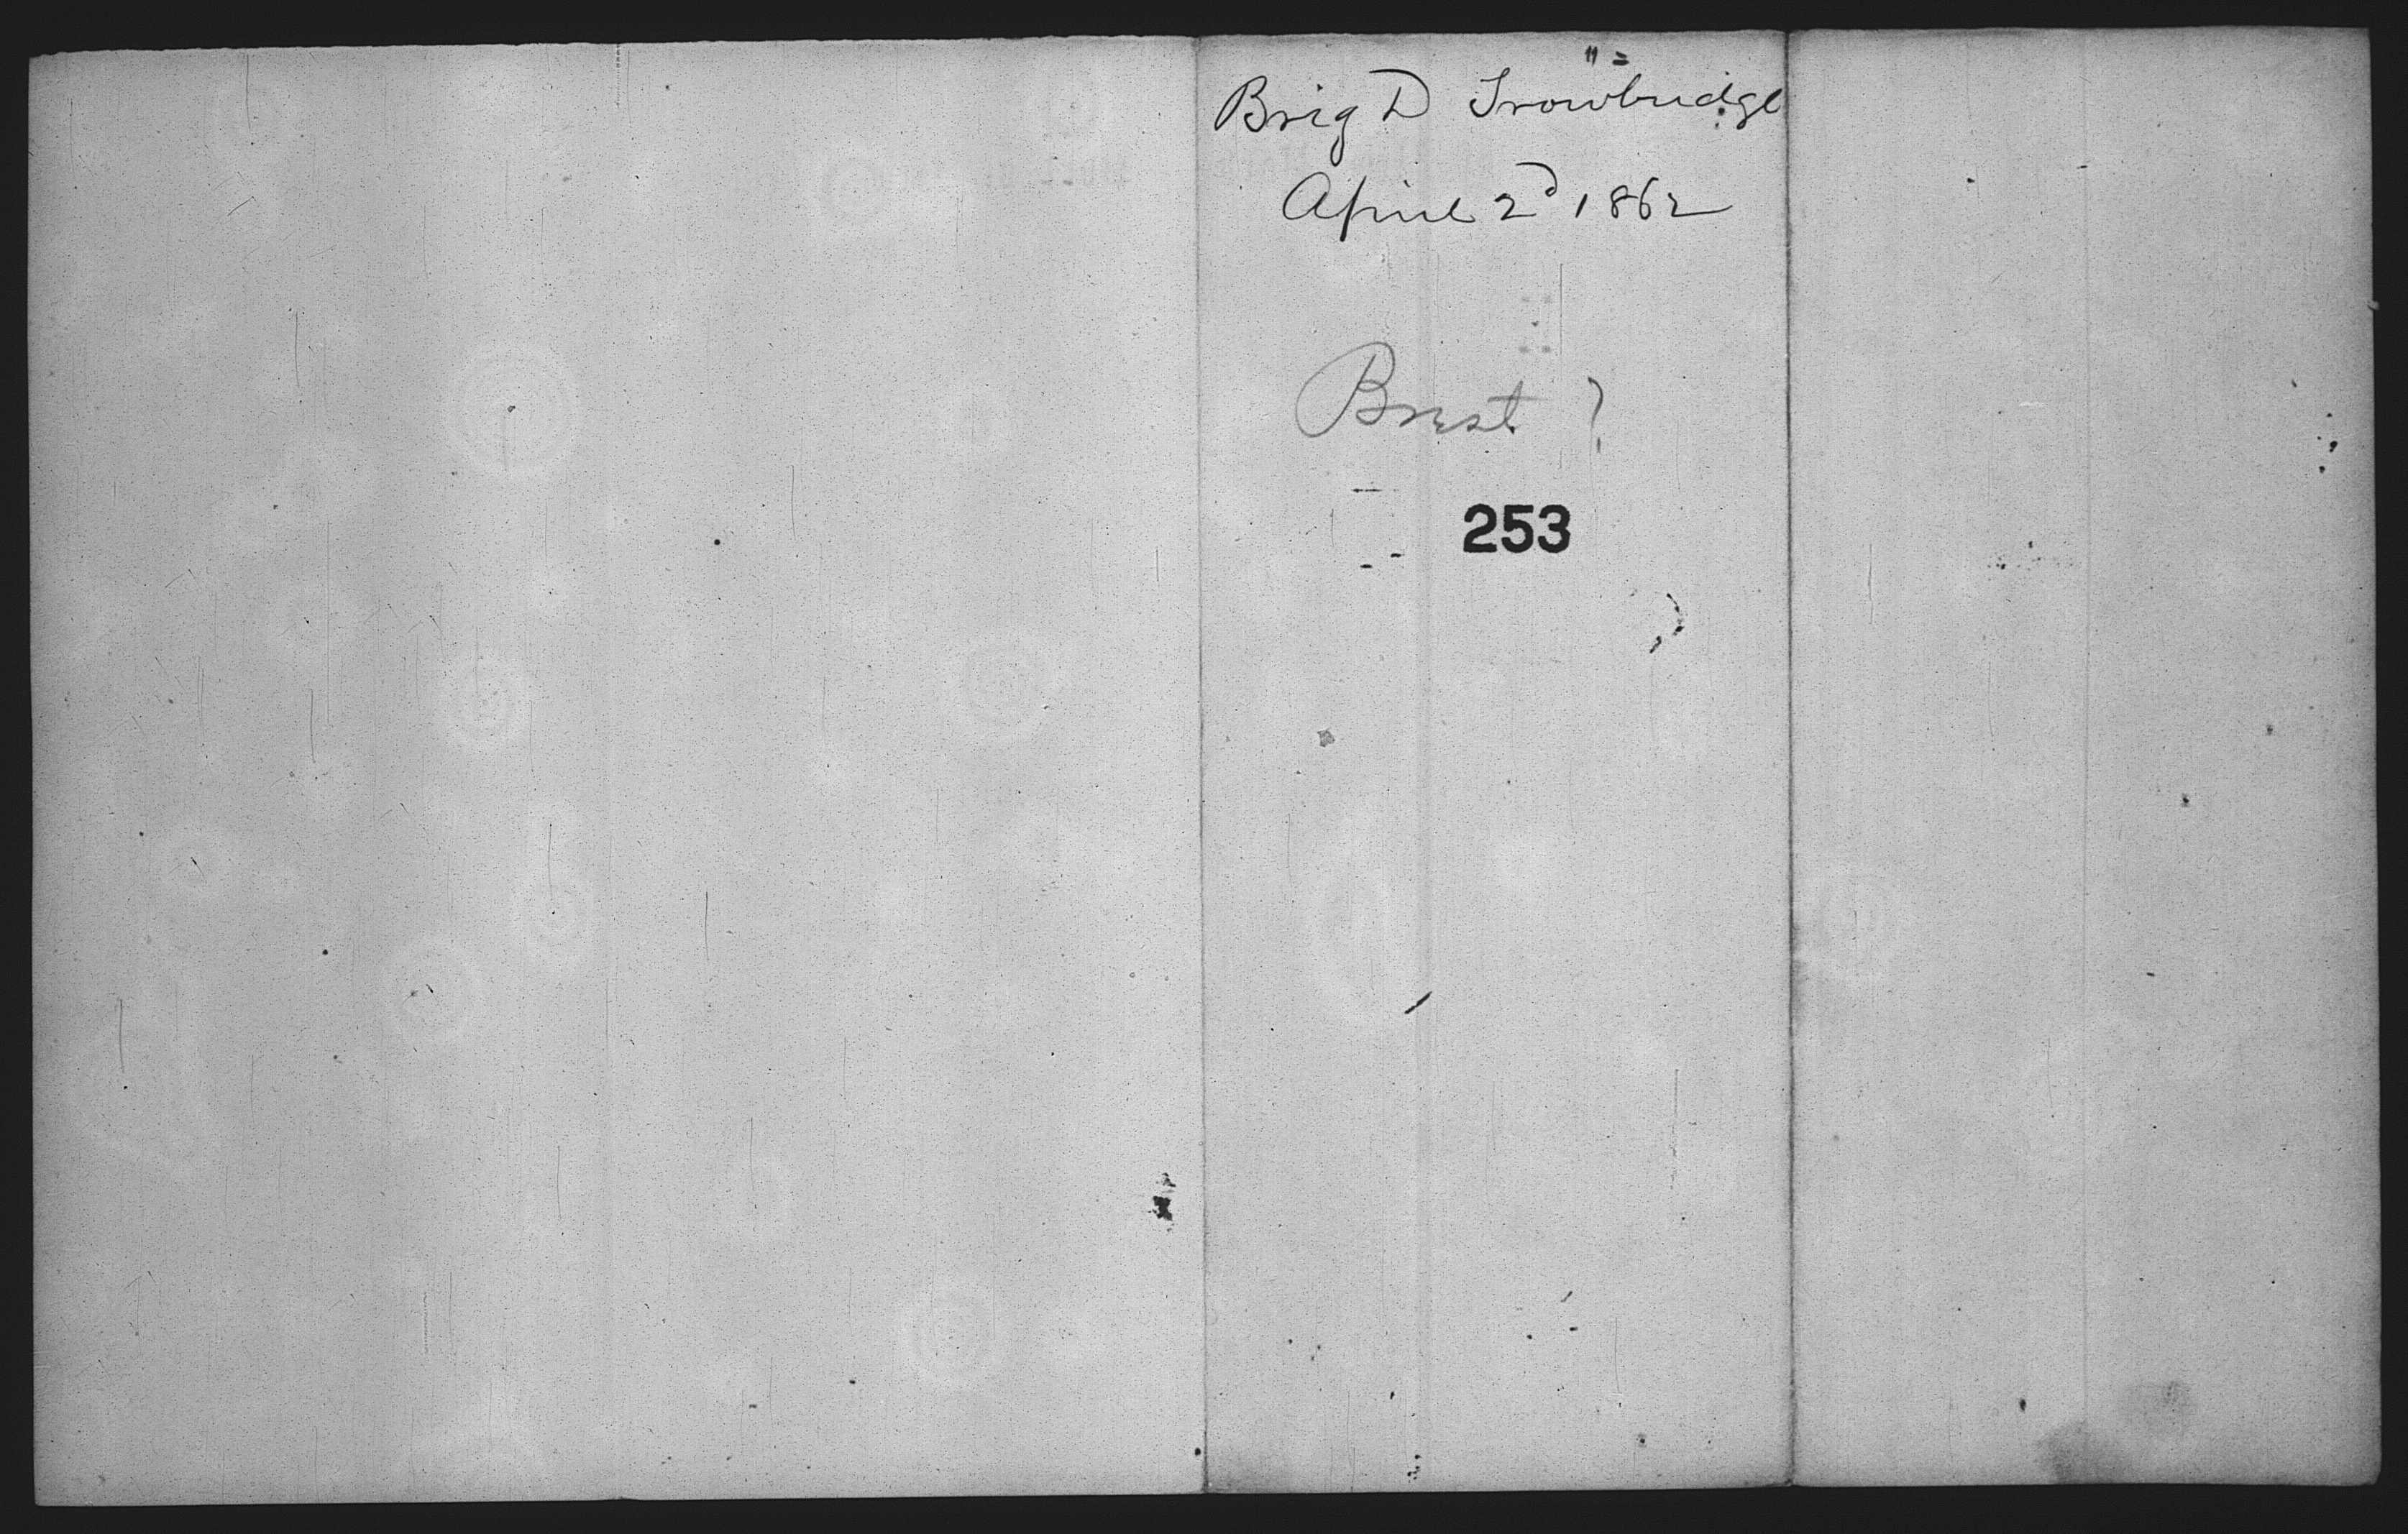 Brig D Trowbridge
April 2d 1862
Brest ?
253